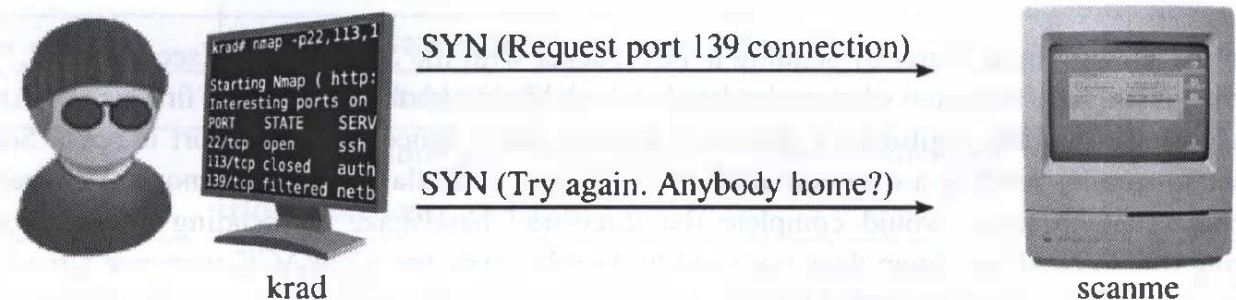 krad# nmap -p22,113,1
Starting Nmap ( http:
Interesting ports on
PORT STATE SERV
22/tcp open ssh
113/tcp closed auth
139/tcp filtered netb
SYN (Request port 139 connection)
SYN (Try again. Anybody home?)
krad
scanme